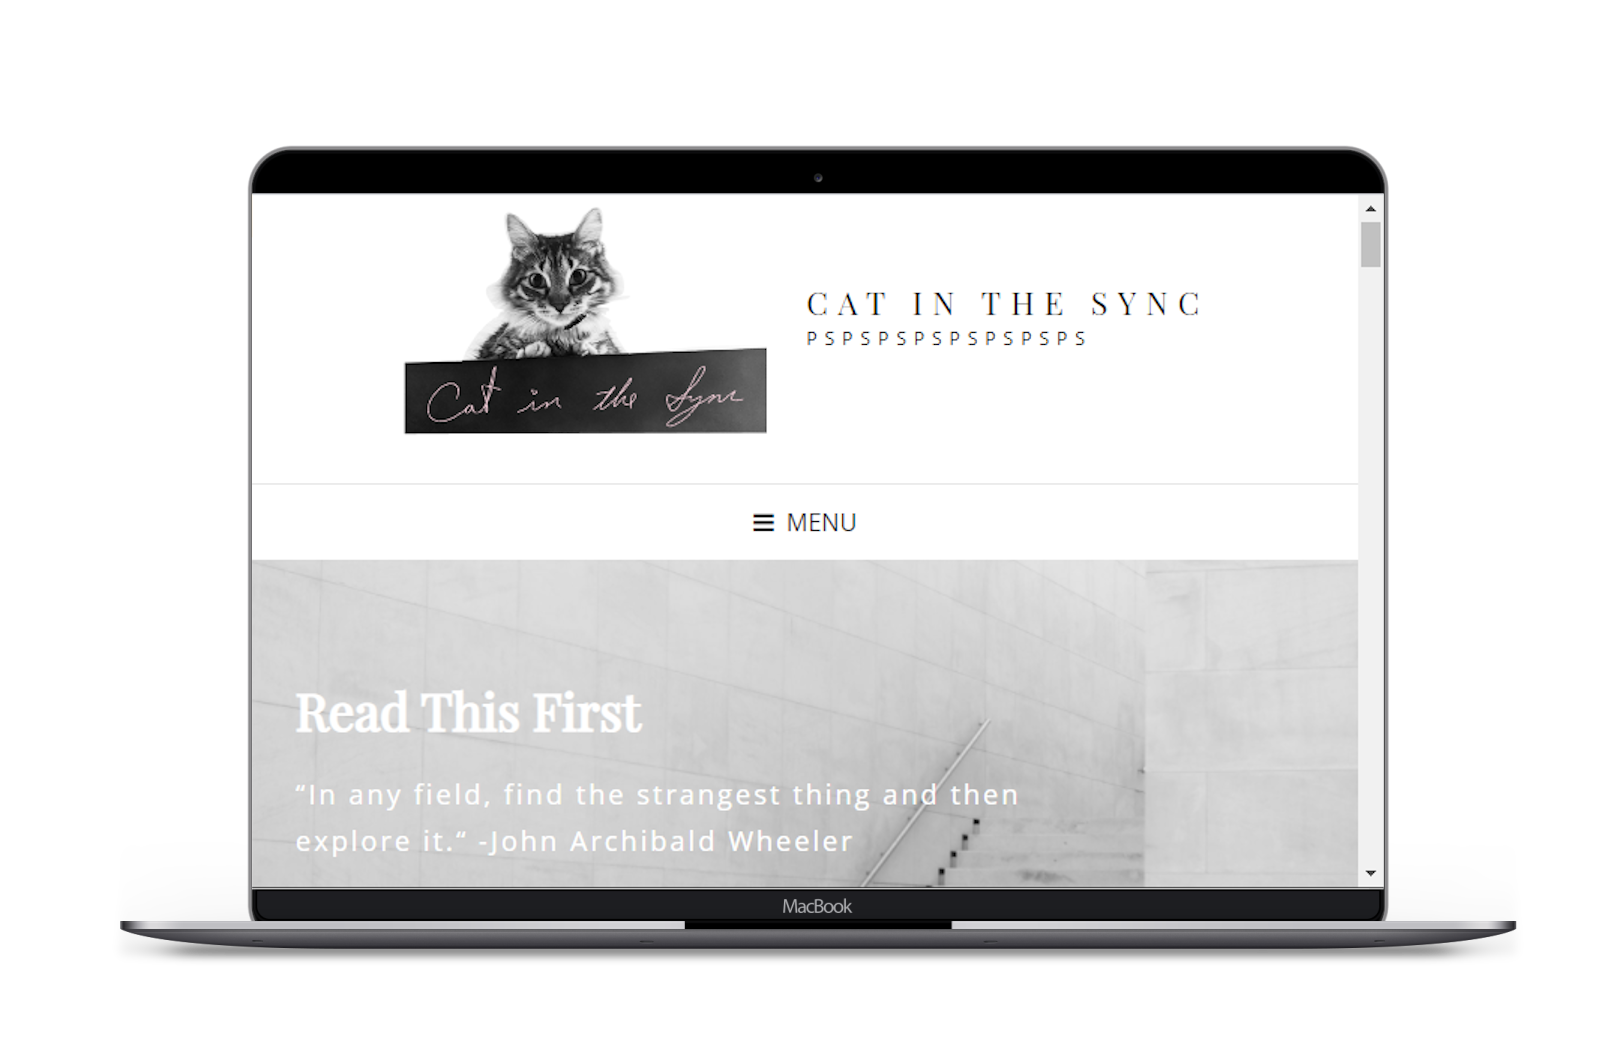 Cat in the Sync
CAT IN THE SYNC
PSPSPSPSPSPSPSPS
MENU
Read This First
“In any field, find the strangest thing and then
explore it.“ -John Archibald Wheeler
MacBook